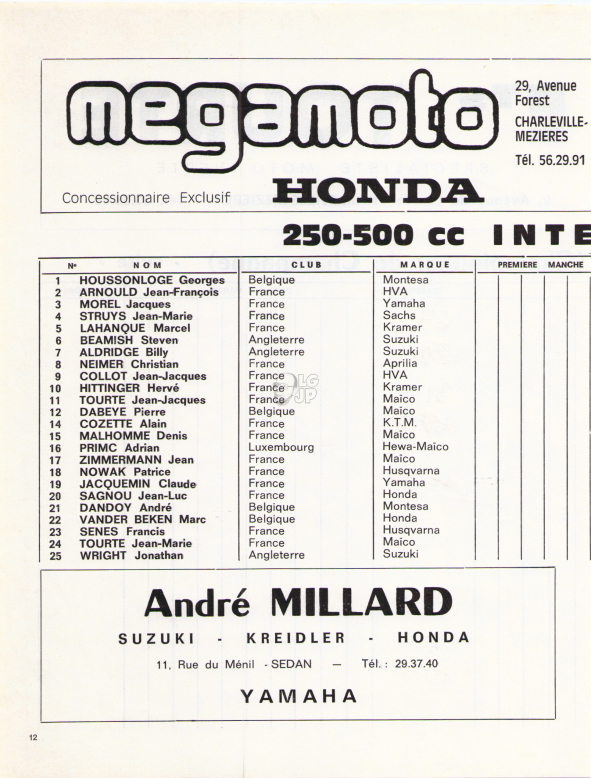 megamoto
29, Avenue
Forest
CHARLEVILLE-
MEZIERES
Tél. 56.29.91
Concessionnaire Exclusif HONDA
250-500 cc INTE
N° NOM CLUB MARQUE PREMIERE MANCHE
1 HOUSSONLOGE Georges Belgique Montesa
2 ARNOULD Jean-François France HVA
3 MOREL Jacques France Yamaha
4 STRUYS Jean-Marie France Sachs
5 LAHANQUE Marcel France Kramer
6 BEAMISH Steven Angleterre Suzuki
7 ALDRIDGE Billy Angleterre Suzuki
8 NEIMER Christian France Aprilia
9 COLLOT Jean-Jacques France HVA
10 HITTINGER Hervé France Kramer
11 TOURTE Jean-Jacques France Maïco
12 DABEYE Pierre Belgique Maïco
14 COZETTE Alain France K.T.M.
15 MALHOMME Denis France Maïco
16 PRIMC Adrian Luxembourg Hewa-Maïco
17 ZIMMERMANN Jean France Maïco
18 NOWAK Patrice France Husqvarna
19 JACQUEMIN Claude France Yamaha
20 SAGNOU Jean-Luc France Honda
21 DANDOY André Belgique Montesa
22 VANDER BEKEN Marc Belgique Honda
23 SENES Francis France Husqvarna
24 TOURTE Jean-Marie France Maïco
25 WRIGHT Jonathan Angleterre Suzuki
LG
JP
André MILLARD
SUZUKI - KREIDLER - HONDA
11, Rue du Ménil - SEDAN — Tél. : 29.37.40
YAMAHA
12